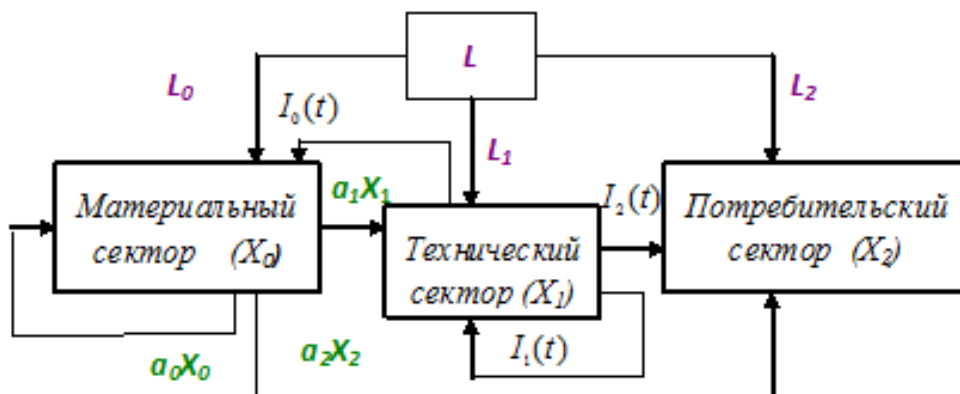 L
L₀
L₂
I₀(t)
L₁
a₁X₁
I₂(t)
Материальный
сектор (X₀)
Технический
сектор (X₁)
Потребительский
сектор (X₂)
I₁(t)
a₀X₀
a₂X₂